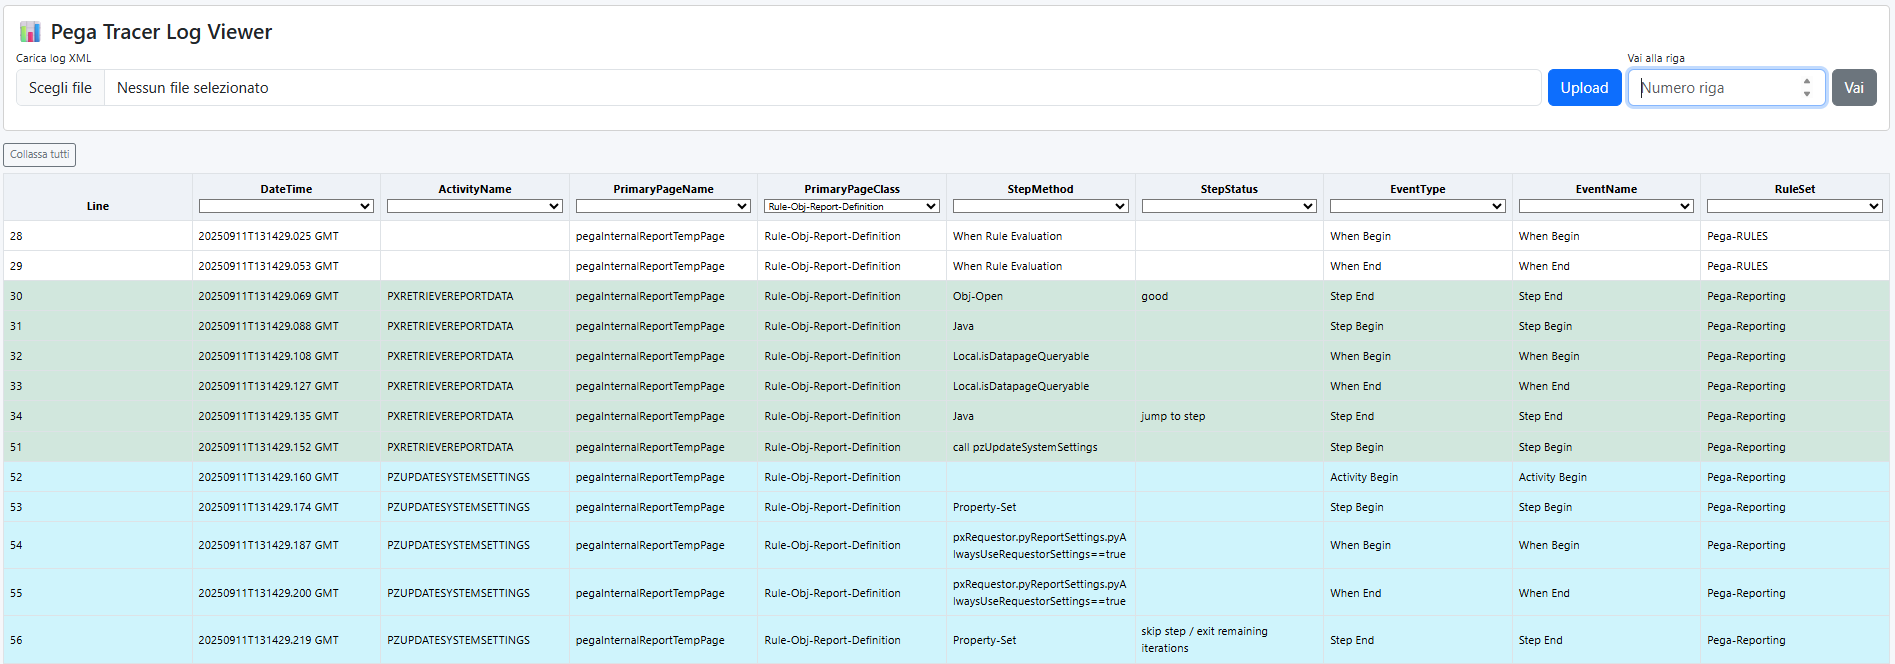 Pega Tracer Log Viewer
Carica log XML
Vai alla riga
Scegli file Nessun file selezionato Upload Numero riga Vai
Collassa tutti
Line DateTime ActivityName PrimaryPageName PrimaryPageClass StepMethod StepStatus EventType EventName RuleSet
Rule-Obj-Report-Definition
28 20250911T131429.025 GMT pegaInternalReportTempPage Rule-Obj-Report-Definition When Rule Evaluation When Begin When Begin Pega-RULES
29 20250911T131429.053 GMT pegaInternalReportTempPage Rule-Obj-Report-Definition When Rule Evaluation When End When End Pega-RULES
30 20250911T131429.069 GMT PXRETRIEVEREPORTDATA pegaInternalReportTempPage Rule-Obj-Report-Definition Obj-Open good Step End Step End Pega-Reporting
31 20250911T131429.088 GMT PXRETRIEVEREPORTDATA pegaInternalReportTempPage Rule-Obj-Report-Definition Java Step Begin Step Begin Pega-Reporting
32 20250911T131429.108 GMT PXRETRIEVEREPORTDATA pegaInternalReportTempPage Rule-Obj-Report-Definition Local.isDatapageQueryable When Begin When Begin Pega-Reporting
33 20250911T131429.127 GMT PXRETRIEVEREPORTDATA pegaInternalReportTempPage Rule-Obj-Report-Definition Local.isDatapageQueryable When End When End Pega-Reporting
34 20250911T131429.135 GMT PXRETRIEVEREPORTDATA pegaInternalReportTempPage Rule-Obj-Report-Definition Java jump to step Step End Step End Pega-Reporting
51 20250911T131429.152 GMT PXRETRIEVEREPORTDATA pegaInternalReportTempPage Rule-Obj-Report-Definition call pzUpdateSystemSettings Step Begin Step Begin Pega-Reporting
52 20250911T131429.160 GMT PZUPDATESYSTEMSETTINGS pegaInternalReportTempPage Rule-Obj-Report-Definition Activity Begin Activity Begin Pega-Reporting
53 20250911T131429.174 GMT PZUPDATESYSTEMSETTINGS pegaInternalReportTempPage Rule-Obj-Report-Definition Property-Set Step Begin Step Begin Pega-Reporting
54 20250911T131429.187 GMT PZUPDATESYSTEMSETTINGS pegaInternalReportTempPage Rule-Obj-Report-Definition pxRequestor.pyReportSettings.pyA
lwaysUseRequestorSettings==true When Begin When Begin Pega-Reporting
55 20250911T131429.200 GMT PZUPDATESYSTEMSETTINGS pegaInternalReportTempPage Rule-Obj-Report-Definition pxRequestor.pyReportSettings.pyA
lwaysUseRequestorSettings==true When End When End Pega-Reporting
56 20250911T131429.219 GMT PZUPDATESYSTEMSETTINGS pegaInternalReportTempPage Rule-Obj-Report-Definition Property-Set skip step / exit remaining
iterations Step End Step End Pega-Reporting